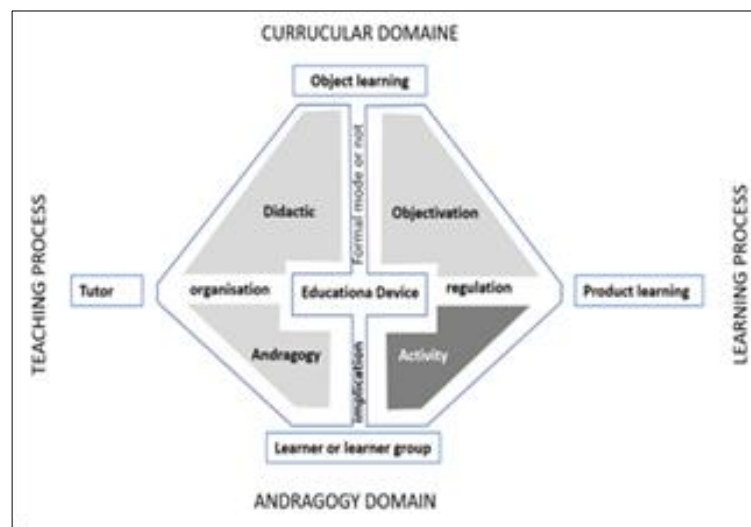 CURRUCULAR DOMAINE
Object learning
TEACHING PROCESS
LEARNING PROCESS
Formal mode or not
Didactic
Objectivation
Tutor
organisation
Educationa Device
regulation
Product learning
Andragogy
implication
Activity
Learner or learner group
ANDRAGOGY DOMAIN